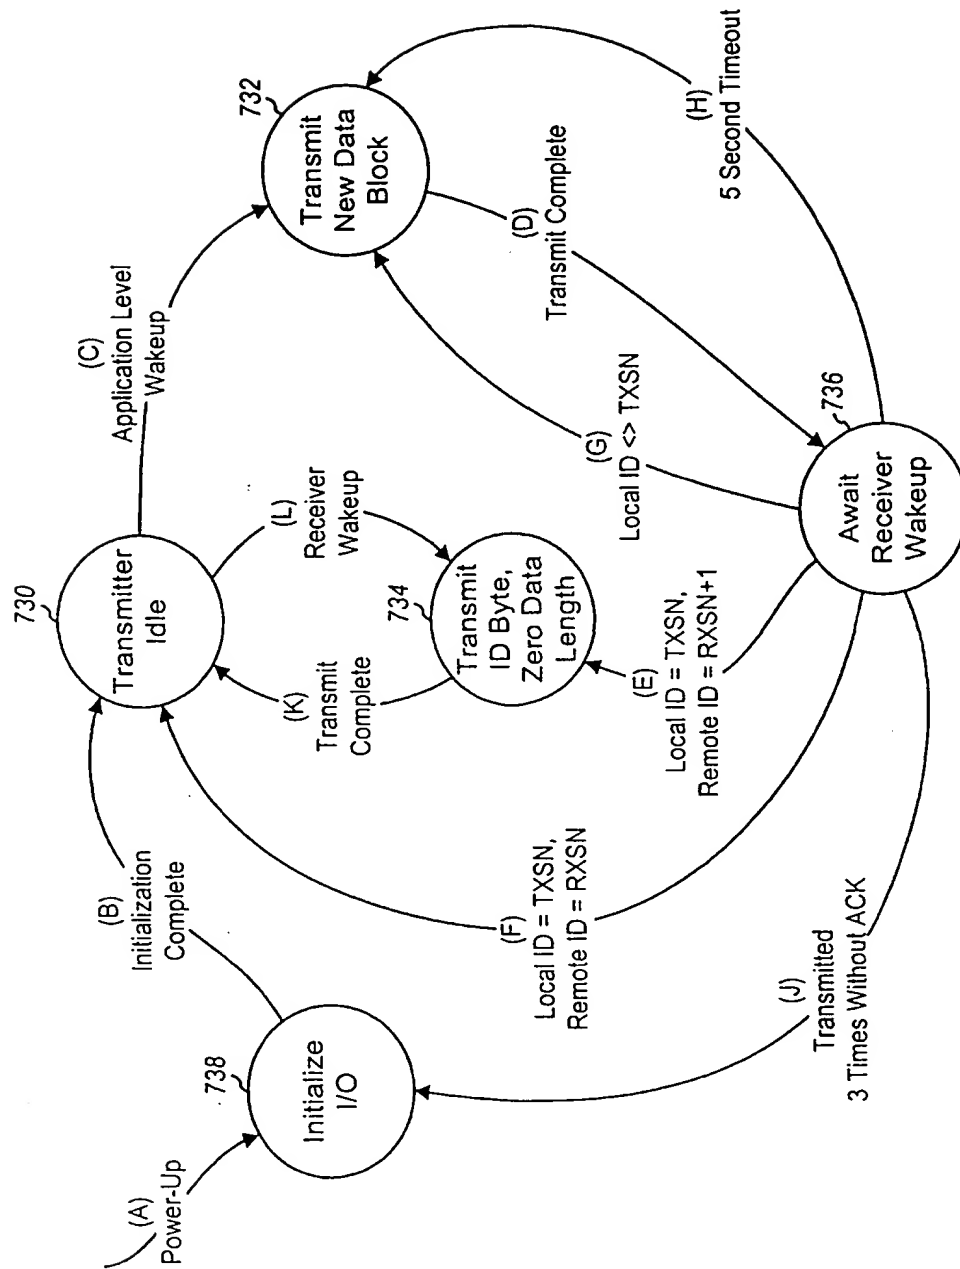 (A)
Power-Up
738
Initialize
I/O
(B)
Initialization
Complete
730
Transmitter
Idle
(C)
Application Level
Wakeup
732
Transmit
New Data
Block
(L)
Receiver
Wakeup
(K)
Transmit
Complete
734
Transmit
ID Byte,
Zero Data
Length
(D)
Transmit Complete
(H)
5 Second Timeout
(G)
Local ID <> TXSN
(E)
Local ID = TXSN,
Remote ID = RXSN+1
(F)
Local ID = TXSN,
Remote ID = RXSN
736
Await
Receiver
Wakeup
(J)
Transmitted
3 Times Without ACK